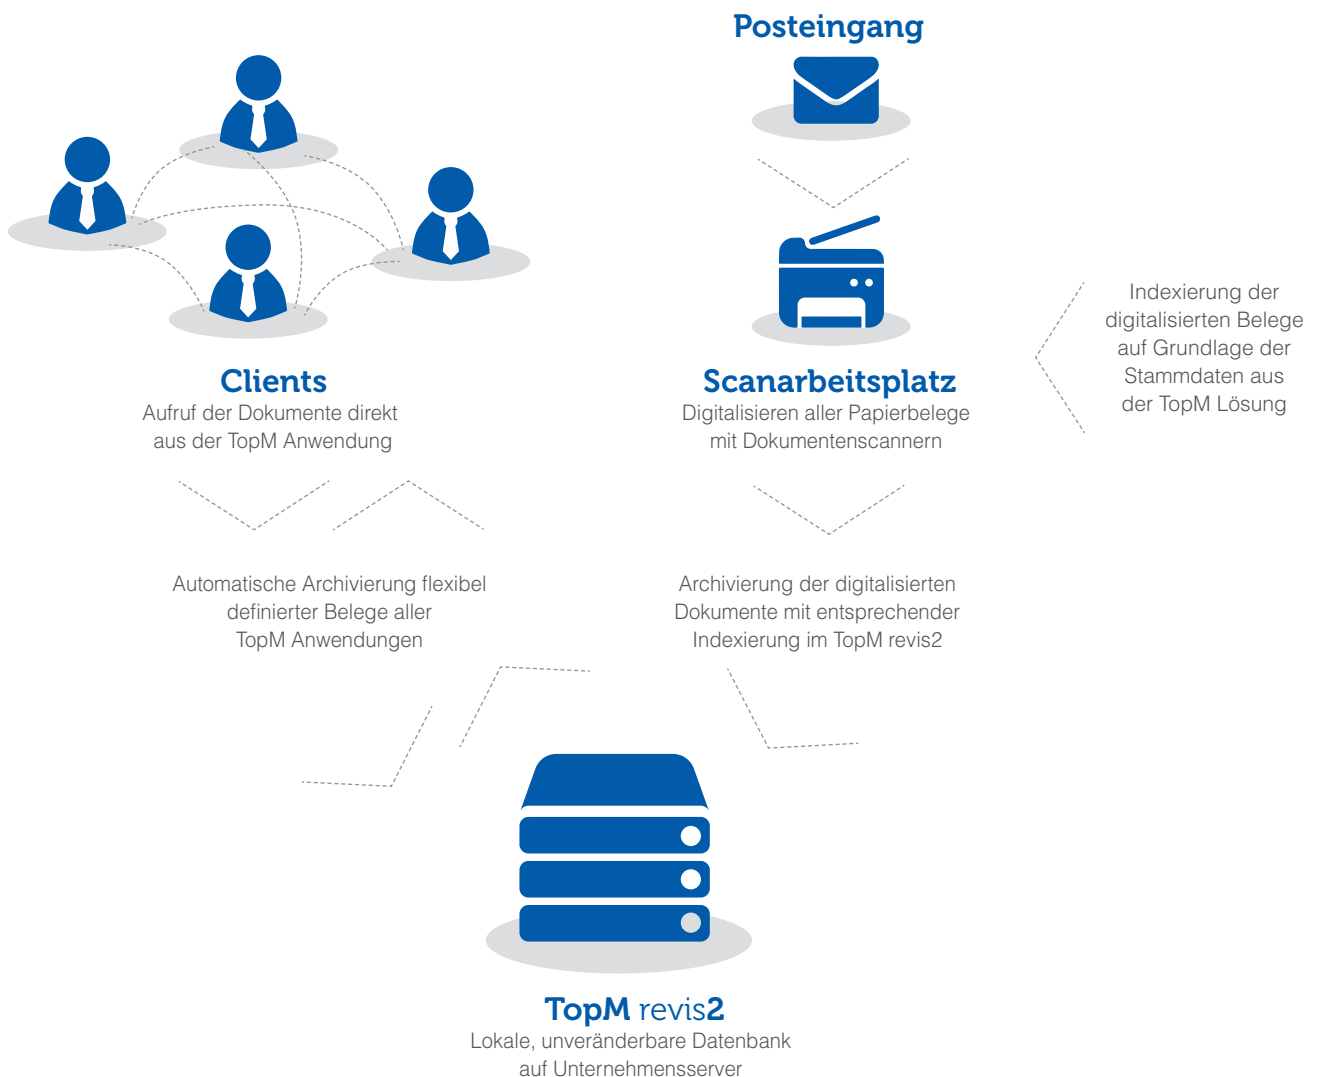 Posteingang
Clients
Aufruf der Dokumente direkt
aus der TopM Anwendung
Scanarbeitsplatz
Digitalisieren aller Papierbelege
mit Dokumentenscannern
Indexierung der
digitalisierten Belege
auf Grundlage der
Stammdaten aus
der TopM Lösung
Automatische Archivierung flexibel
definierter Belege aller
TopM Anwendungen
Archivierung der digitalisierten
Dokumente mit entsprechender
Indexierung im TopM revis2
TopM revis2
Lokale, unveränderbare Datenbank
auf Unternehmensserver